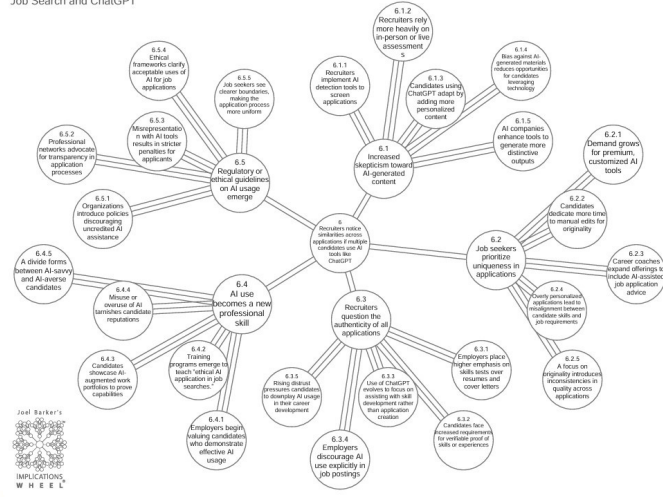 Job Search and ChatGPT
6.1.2
Recruiters rely
more heavily on
in-person or live
assessment
s
6.5.4
Ethical
frameworks clarify
acceptable uses of
AI for job
applications
6.5.5
Job seekers see
clearer boundaries,
making the
application process
more uniform
6.1.1
Recruiters
implement AI
detection tools to
screen
applications
6.1.3
Candidates using
ChatGPT adapt by
adding more
personalized
content
6.1.4
Bias against AI-
generated materials
reduces opportunities
for candidates
leveraging
technology
6.5.2
Professional
networks advocate
for transparency in
application
processes
6.5.3
Misrepresentatio
n with AI tools
results in stricter
penalties for
applicants
6.1.5
AI companies
enhance tools to
generate more
distinctive
outputs
6.5
Regulatory or
ethical guidelines
on AI usage
emerge
6.1
Increased
skepticism toward
AI-generated
content
6.2.1
Demand grows
for premium,
customized AI
tools
6.5.1
Organizations
introduce policies
discouraging
uncredited AI
assistance
6
Recruiters notice
similarities across
applications if multiple
candidates use AI
tools like
ChatGPT
6.2.2
Candidates
dedicate more time
to manual edits for
originality
6.2
Job seekers
prioritize
uniqueness in
applications
6.2.3
Career coaches
expand offerings to
include AI-assisted
job application
advice
6.4.5
A divide forms
between AI-savvy
and AI-averse
candidates
6.4.4
Misuse or
overuse of AI
tarnishes candidate
reputations
6.4
AI use
becomes a new
professional
skill
6.3
Recruiters
question the
authenticity of all
applications
6.2.4
Overly personalized
applications lead to
misalignment between
candidate skills and
job requirements
6.2.5
A focus on
originality introduces
inconsistencies in
quality across
applications
6.4.3
Candidates
showcase AI-
augmented work
portfolios to prove
capabilities
6.4.2
Training
programs emerge to
teach "ethical AI
application in job
searches."
6.3.5
Rising distrust
pressures candidates
to downplay AI usage
in their career
development
6.3.3
Use of ChatGPT
evolves to focus on
assisting with skill
development rather
than application
creation
6.3.1
Employers place
higher emphasis on
skills tests over
resumes and
cover letters
6.4.1
Employers begin
valuing candidates
who demonstrate
effective AI
usage
6.3.4
Employers
discourage AI
use explicitly in
job postings
6.3.2
Candidates face
increased requirements
for verifiable proof of
skills or experiences
Joel Barker's
IMPLICATIONS
WHEEL®